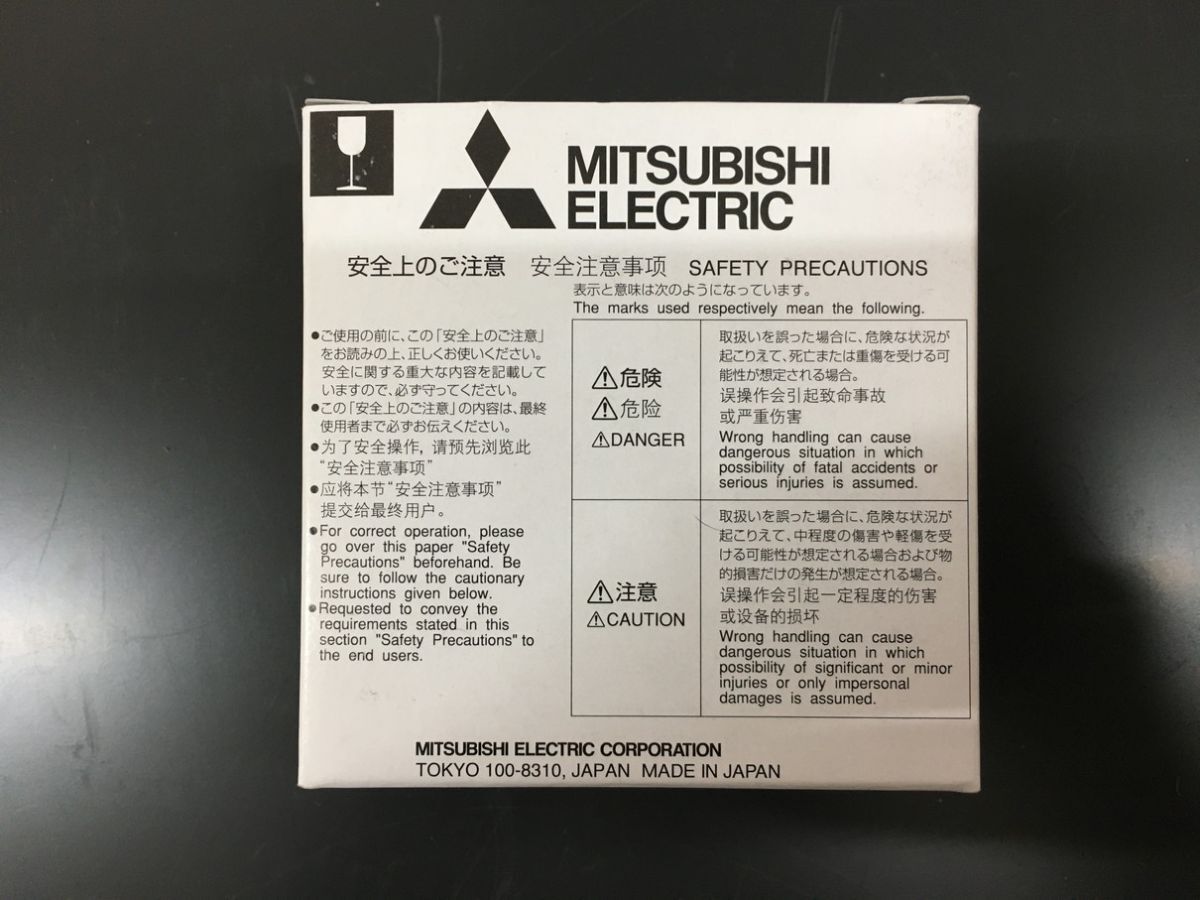 MITSUBISHI
ELECTRIC
安全上のご注意 安全注意事项 SAFETY PRECAUTIONS
表示と意味は次のようになっています。
The marks used respectively mean the following.
●ご使用の前に、この「安全上のご注意」
をお読みの上、正しくお使いください。
安全に関する重大な内容を記載して
いますので、必ず守ってください。
●この「安全上のご注意」の内容は、最終
使用者まで必ずお伝えください。
●为了安全操作, 请预先浏览此
“安全注意事项”
●应将本节“安全注意事项”
提交给最终用户。
●For correct operation, please
go over this paper "Safety
Precautions" beforehand. Be
sure to follow the cautionary
instructions given below.
●Requested to convey the
requirements stated in this
section "Safety Precautions" to
the end users.
⚠危険
⚠危险
⚠DANGER
取扱いを誤った場合に、危険な状況が
起こりえて、死亡または重傷を受ける可
能性が想定される場合。
误操作会引起致命事故
或严重伤害
Wrong handling can cause
dangerous situation in which
possibility of fatal accidents or
serious injuries is assumed.
⚠注意
⚠CAUTION
取扱いを誤った場合に、危険な状況が
起こりえて、中程度の傷害や軽傷を受
ける可能性が想定される場合および物
的損害だけの発生が想定される場合。
误操作会引起一定程度的伤害
或设备的损坏
Wrong handling can cause
dangerous situation in which
possibility of significant or minor
injuries or only impersonal
damages is assumed.
MITSUBISHI ELECTRIC CORPORATION
TOKYO 100-8310, JAPAN MADE IN JAPAN